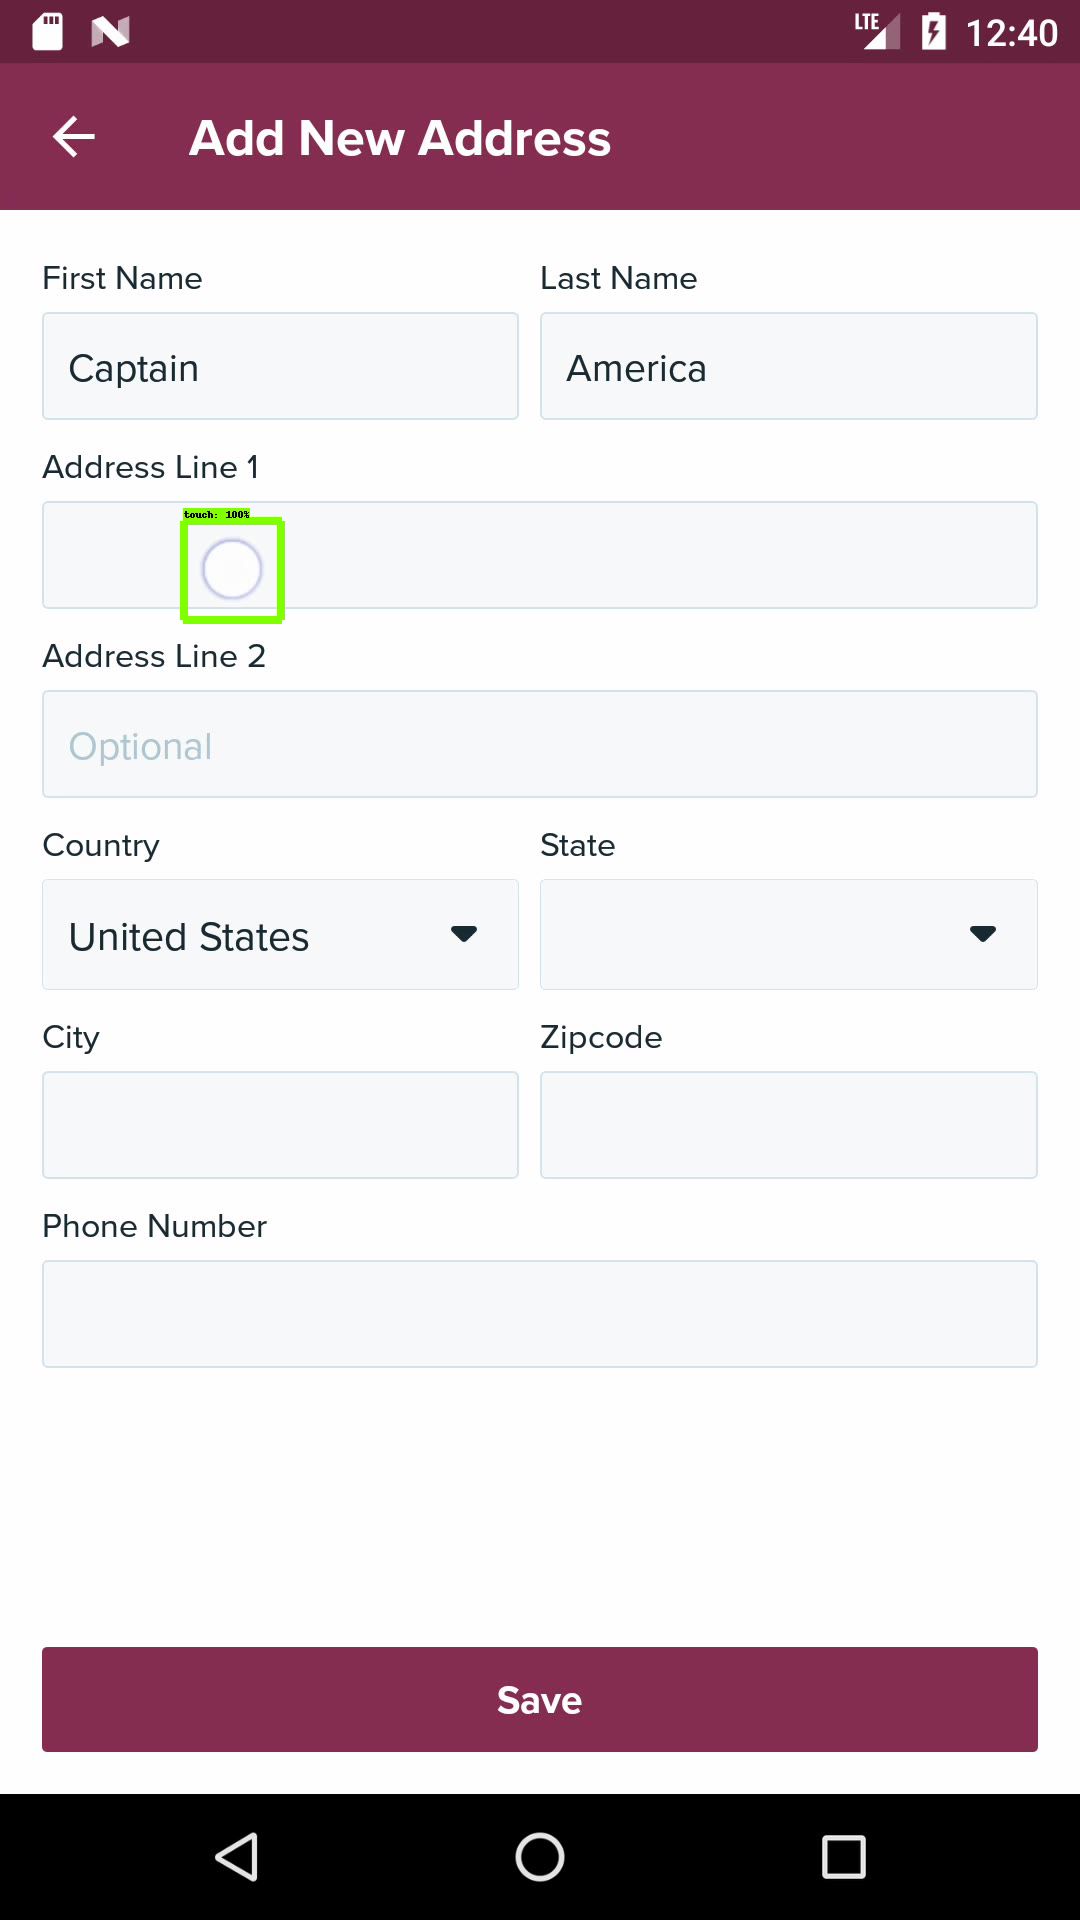 LTE 12:40
Add New Address
First Name Last Name
Captain America
Address Line 1
touch: 100%
Address Line 2
Optional
Country State
United States
City Zipcode
Phone Number
Save